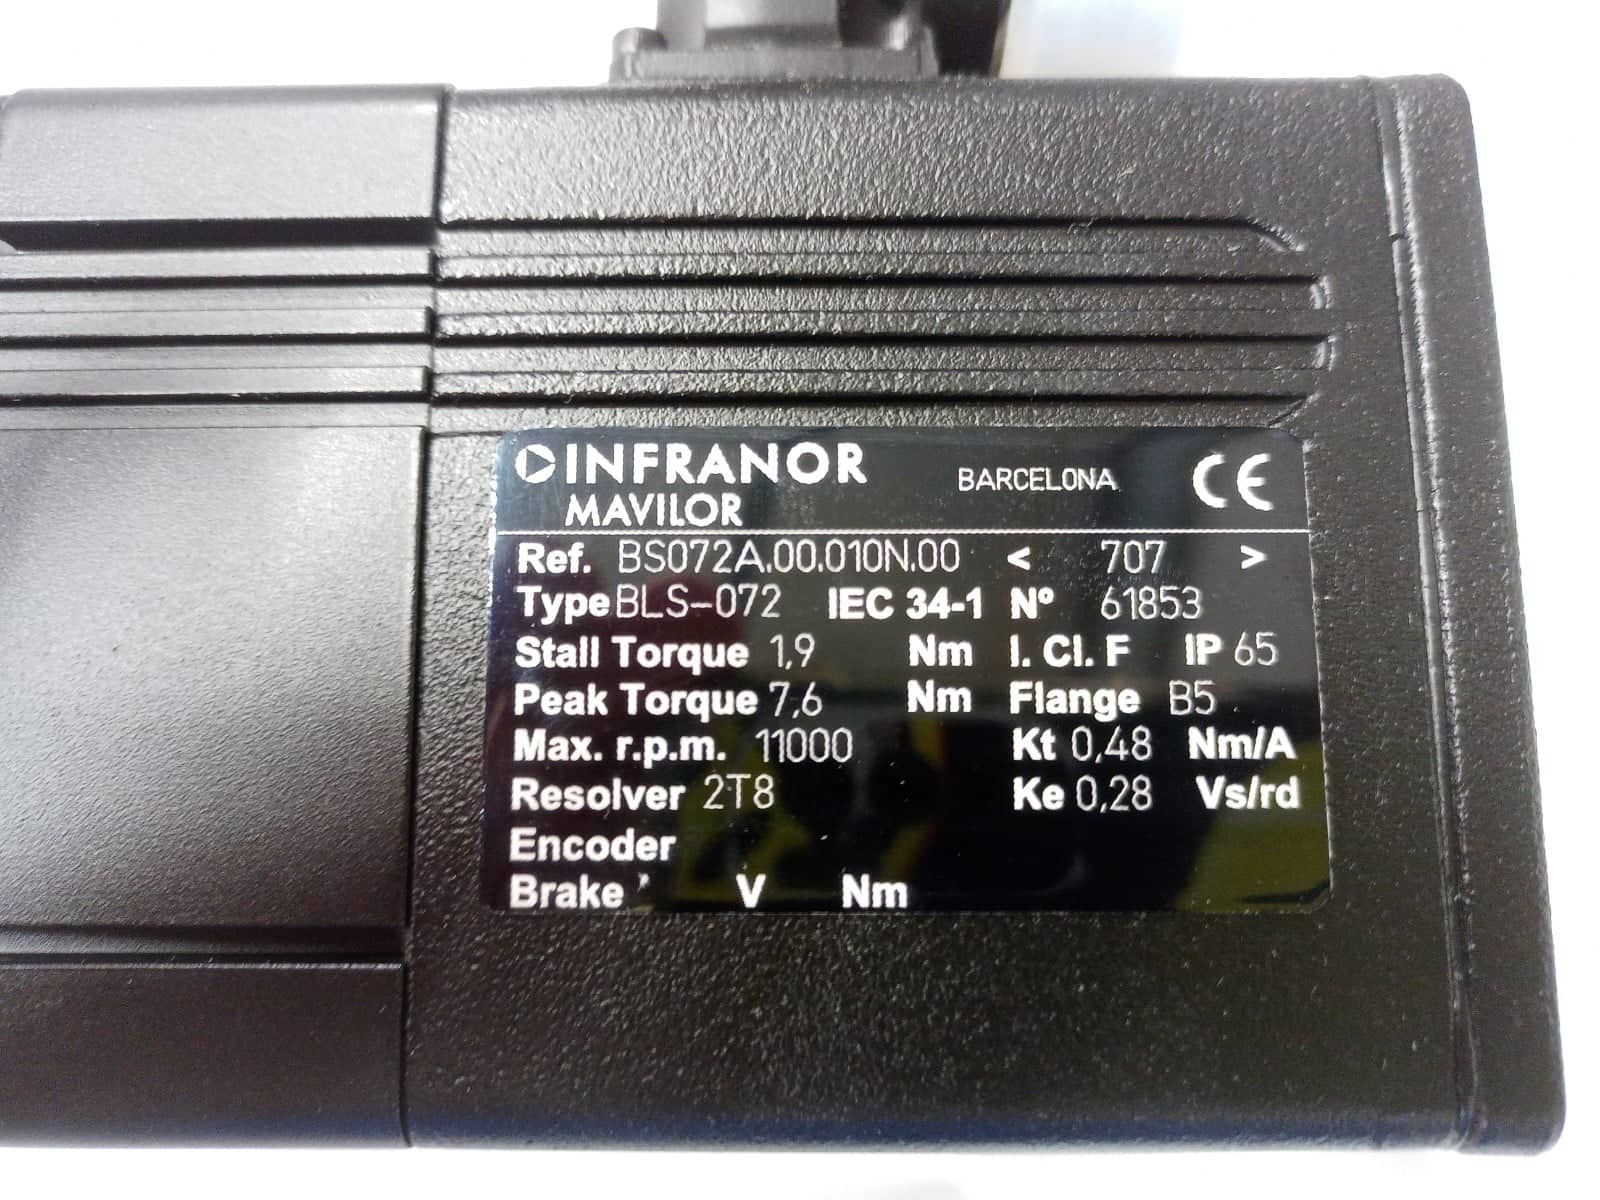 INFRANOR BARCELONA CE
MAVILOR
Ref. BS072A.00.010N.00 < 707 >
Type BLS-072 IEC 34-1 Nº 61853
Stall Torque 1,9 Nm I. Cl. F IP 65
Peak Torque 7,6 Nm Flange B5
Max. r.p.m. 11000 Kt 0,48 Nm/A
Resolver 2T8 Ke 0,28 Vs/rd
Encoder
Brake V Nm